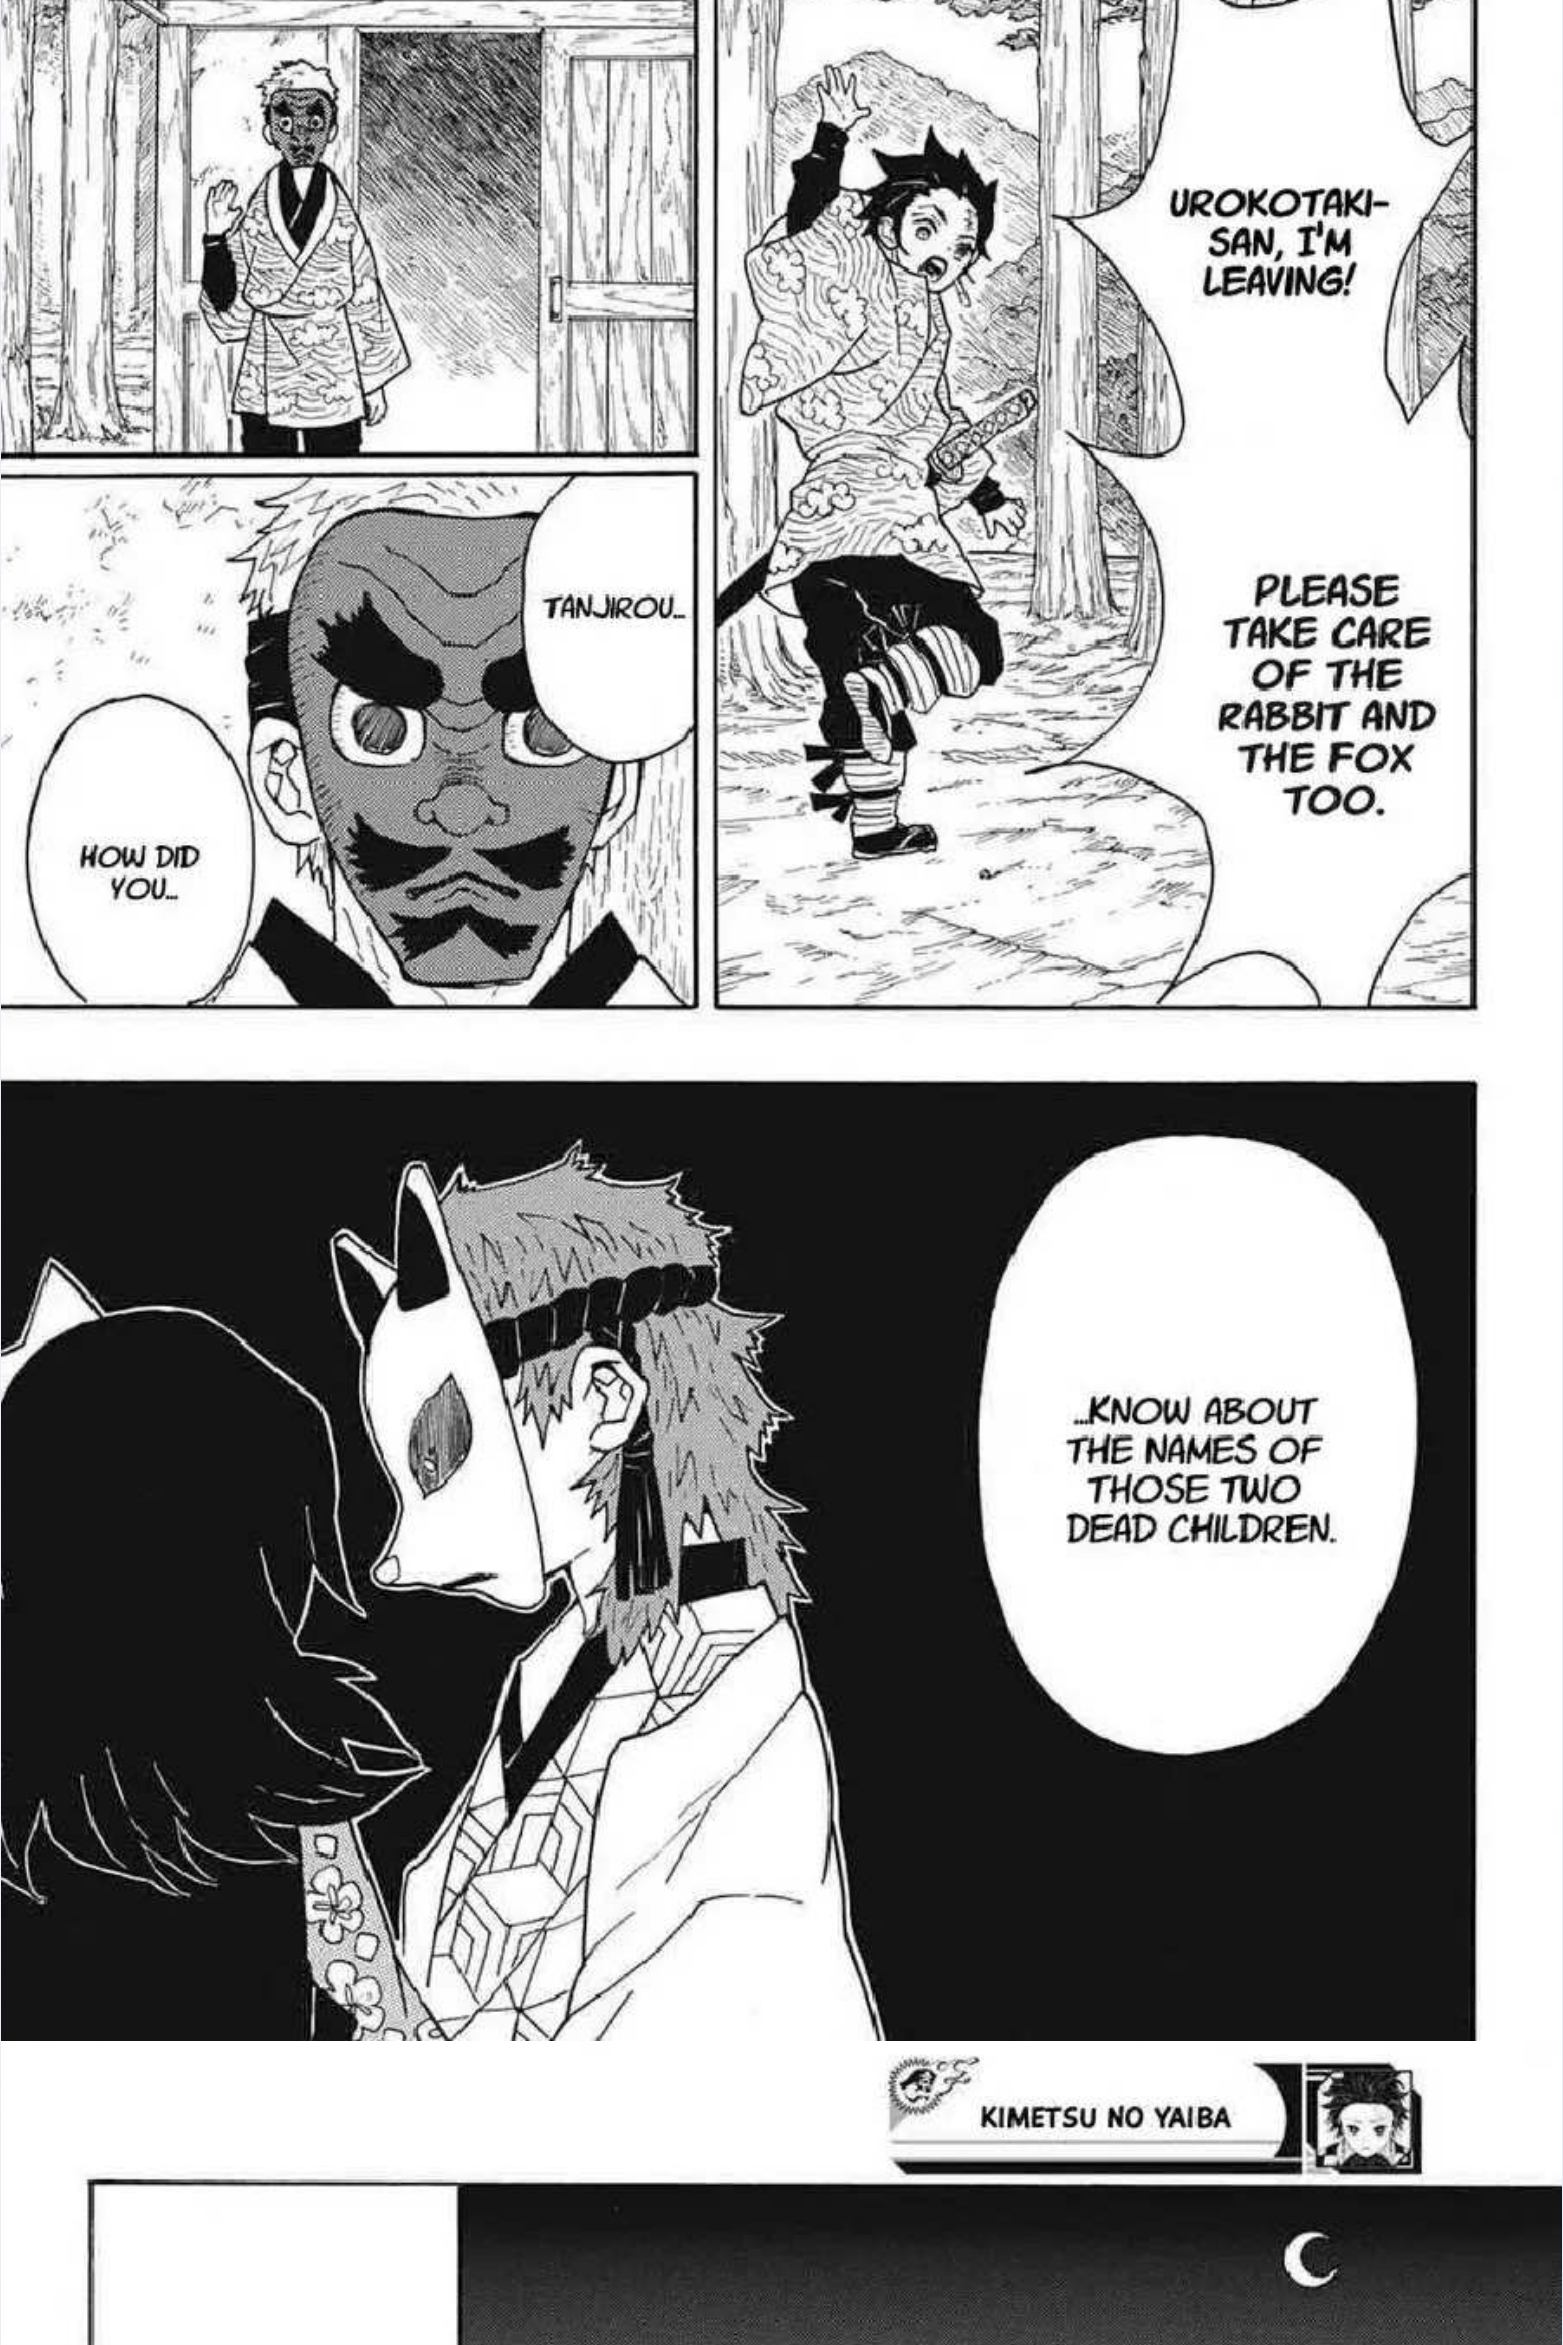 UROKOTAKI-
SAN, I'M
LEAVING!
PLEASE
TAKE CARE
OF THE
RABBIT AND
THE FOX
TOO.
TANJIROU...
HOW DID
YOU...
...KNOW ABOUT
THE NAMES OF
THOSE TWO
DEAD CHILDREN.
KIMETSU NO YAIBA